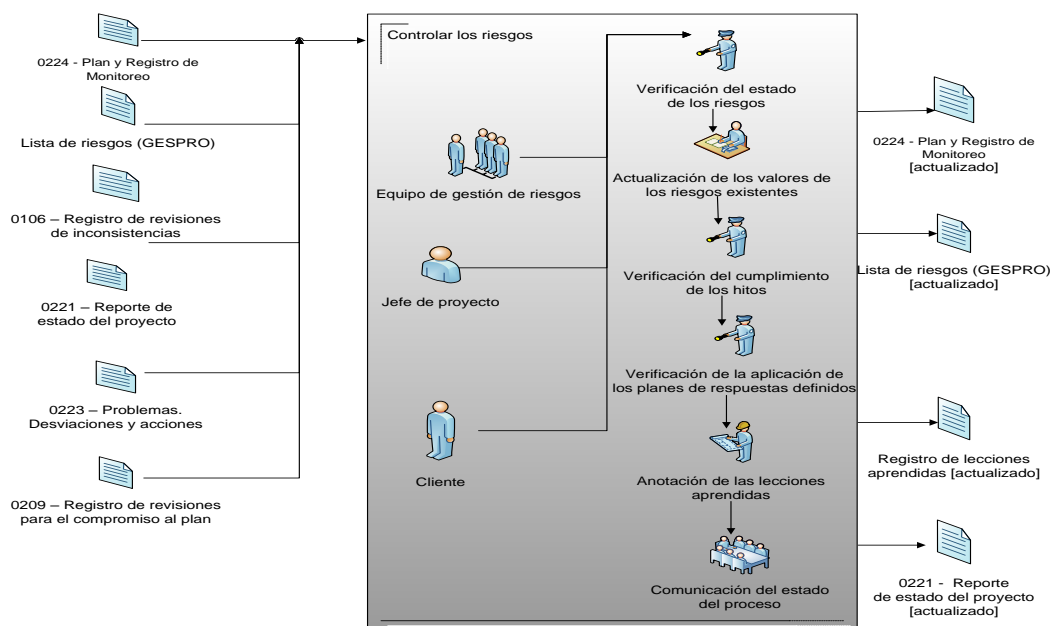 0224 - Plan y Registro de
Monitoreo
Lista de riesgos (GESPRO)
0106 – Registro de revisiones
de inconsistencias
0221 – Reporte de
estado del proyecto
0223 – Problemas.
Desviaciones y acciones
0209 – Registro de revisiones
para el compromiso al plan
Controlar los riesgos
Equipo de gestión de riesgos
Jefe de proyecto
Cliente
Verificación del estado
de los riesgos
Actualización de los valores de
los riesgos existentes
Verificación del cumplimiento
de los hitos
Verificación de la aplicación de
los planes de respuestas definidos
Anotación de las lecciones
aprendidas
Comunicación del estado
del proceso
0224 - Plan y Registro de
Monitoreo
[actualizado]
Lista de riesgos (GESPRO)
[actualizado]
Registro de lecciones
aprendidas [actualizado]
0221 - Reporte
de estado del proyecto
[actualizado]